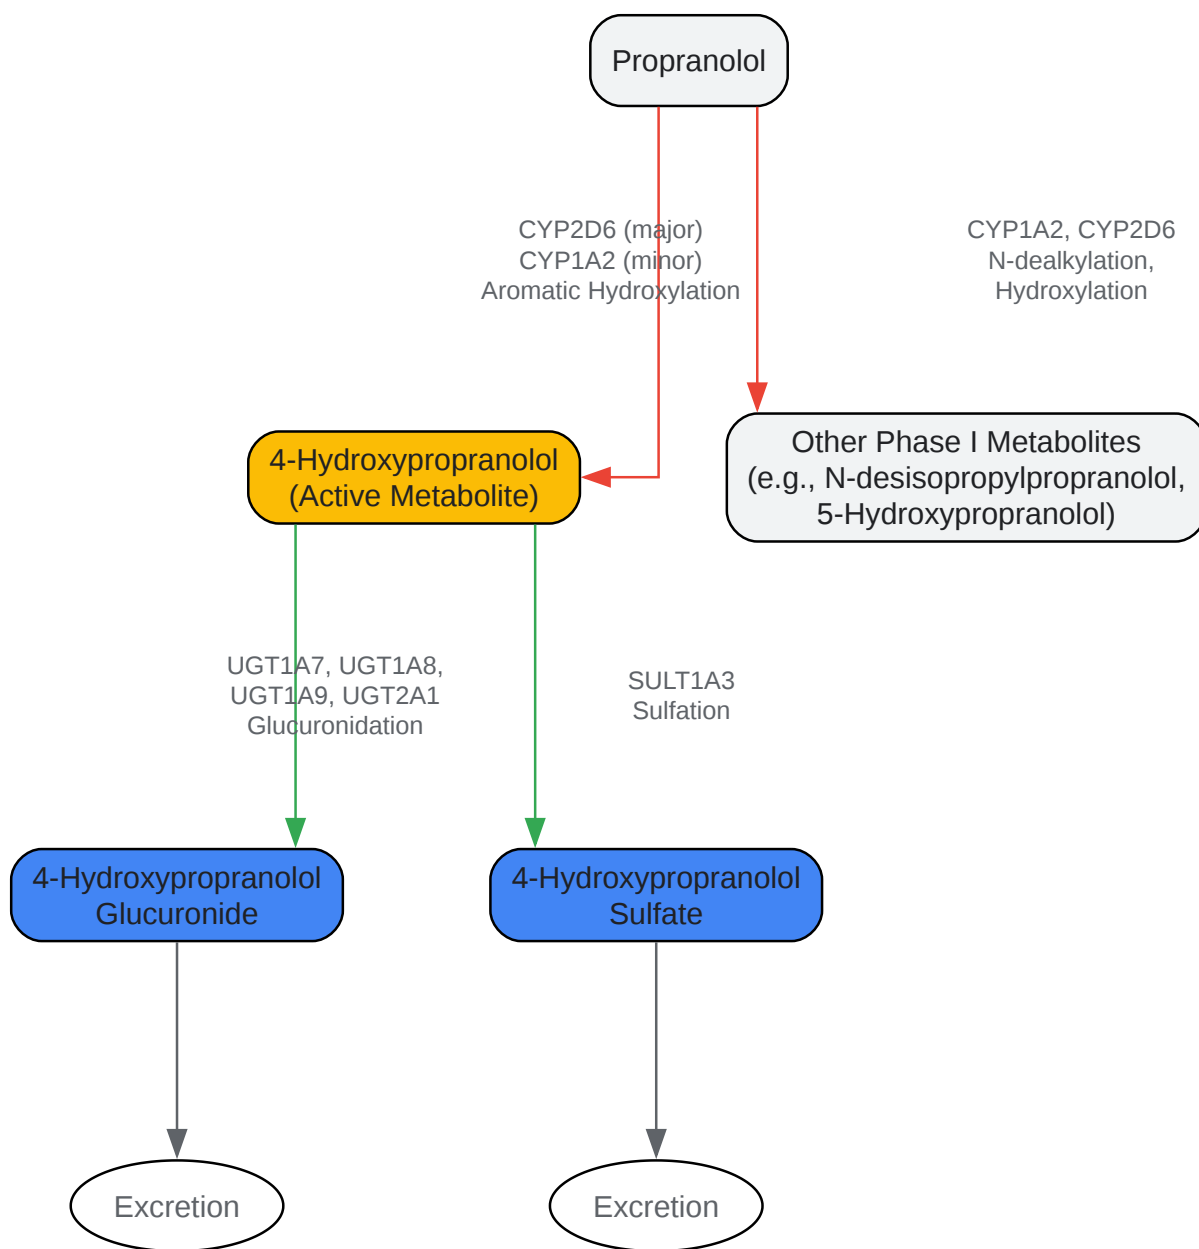 Propranolol
CYP2D6 (major)
CYP1A2 (minor)
Aromatic Hydroxylation
CYP1A2, CYP2D6
N-dealkylation,
Hydroxylation
4-Hydroxypropranolol
(Active Metabolite)
Other Phase I Metabolites
(e.g., N-desisopropylpropranolol,
5-Hydroxypropranolol)
UGT1A7, UGT1A8,
UGT1A9, UGT2A1
Glucuronidation
SULT1A3
Sulfation
4-Hydroxypropranolol
Glucuronide
4-Hydroxypropranolol
Sulfate
Excretion
Excretion